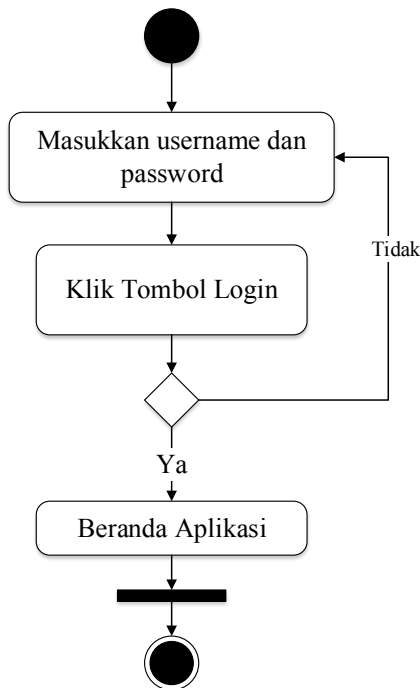 Masukkan username dan
password
Tidak
Klik Tombol Login
Ya
Beranda Aplikasi